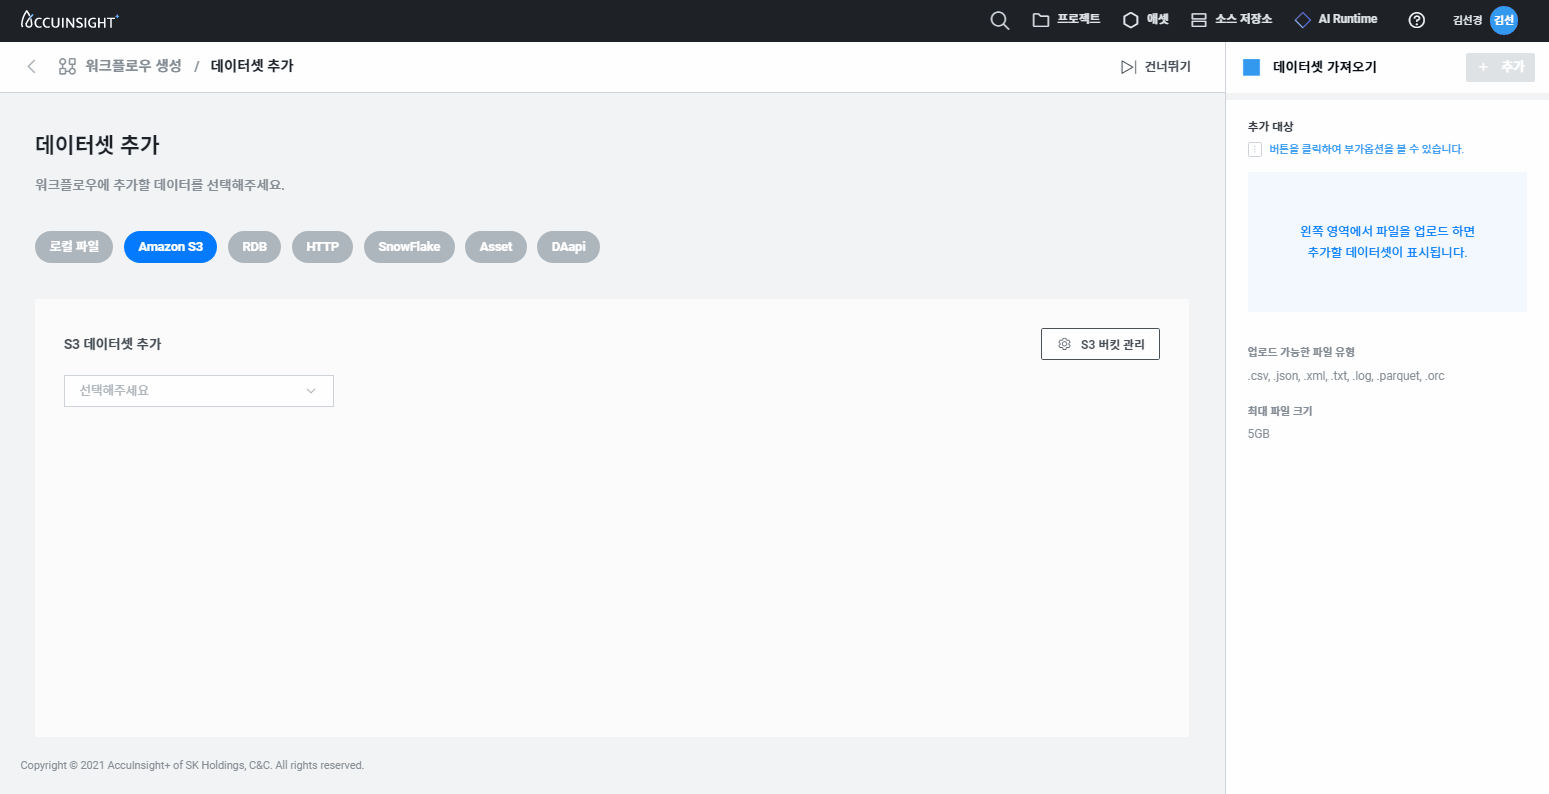 ACCUINSIGHT+
프로젝트
애셋
소스 저장소
AI Runtime
김선경
김선
워크플로우 생성 / 데이터셋 추가
건너뛰기
데이터셋 가져오기
+ 추가
데이터셋 추가
워크플로우에 추가할 데이터를 선택해주세요.
로컬 파일
Amazon S3
RDB
HTTP
SnowFlake
Asset
DAapi
S3 데이터셋 추가
S3 버킷 관리
선택해주세요
추가 대상
버튼을 클릭하여 부가옵션을 볼 수 있습니다.
왼쪽 영역에서 파일을 업로드 하면
추가할 데이터셋이 표시됩니다.
업로드 가능한 파일 유형
.csv, .json, .xml, .txt, .log, .parquet, .orc
최대 파일 크기
5GB
Copyright © 2021 AccuInsight+ of SK Holdings, C&C. All rights reserved.